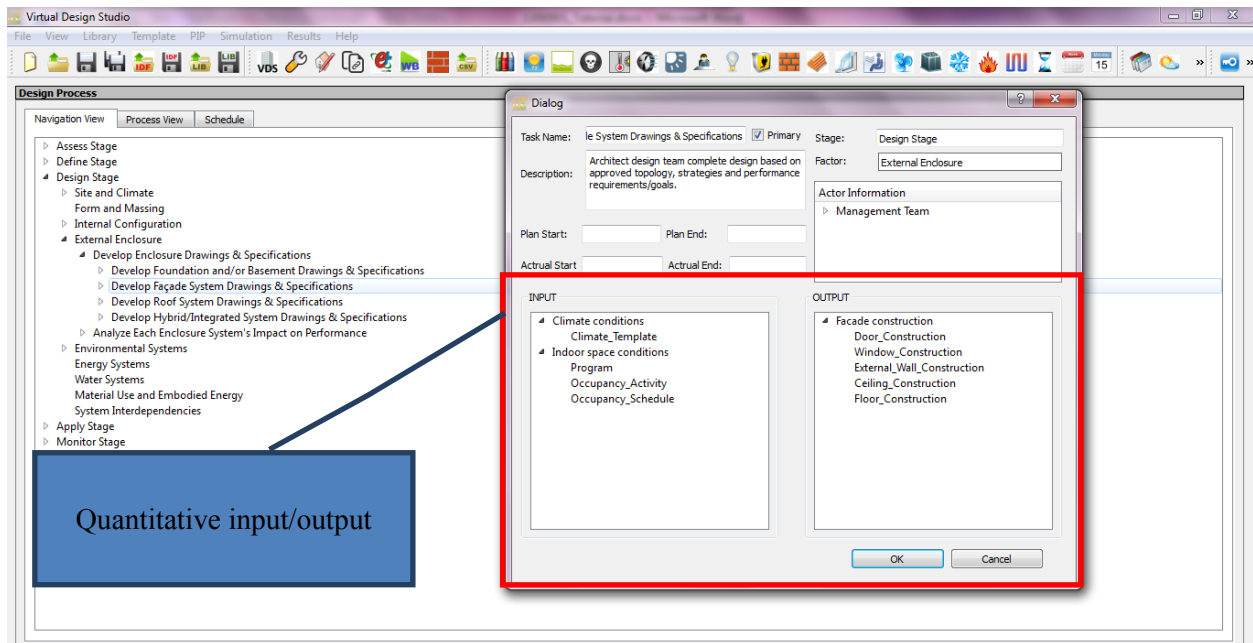 Virtual Design Studio
File View Library Template PIP Simulation Results Help
IDF IDF LIB LIB VDS WB CSV 15 » »
Design Process
Navigation View Process View Schedule
Assess Stage
Define Stage
Design Stage
Site and Climate
Form and Massing
Internal Configuration
External Enclosure
Develop Enclosure Drawings & Specifications
Develop Foundation and/or Basement Drawings & Specifications
Develop Façade System Drawings & Specifications
Develop Roof System Drawings & Specifications
Develop Hybrid/Integrated System Drawings & Specifications
Analyze Each Enclosure System's Impact on Performance
Environmental Systems
Energy Systems
Water Systems
Material Use and Embodied Energy
System Interdependencies
Apply Stage
Monitor Stage
Quantitative input/output
Dialog
Task Name: le System Drawings & Specifications Primary
Description: Architect design team complete design based on
approved topology, strategies and performance
requirements/goals.
Plan Start: Plan End:
Actrual Start Actrual End:
Stage: Design Stage
Factor: External Enclosure
Actor Information
Management Team
INPUT
Climate conditions
Climate_Template
Indoor space conditions
Program
Occupancy_Activity
Occupancy_Schedule
OUTPUT
Facade construction
Door_Construction
Window_Construction
External_Wall_Construction
Ceiling_Construction
Floor_Construction
OK Cancel